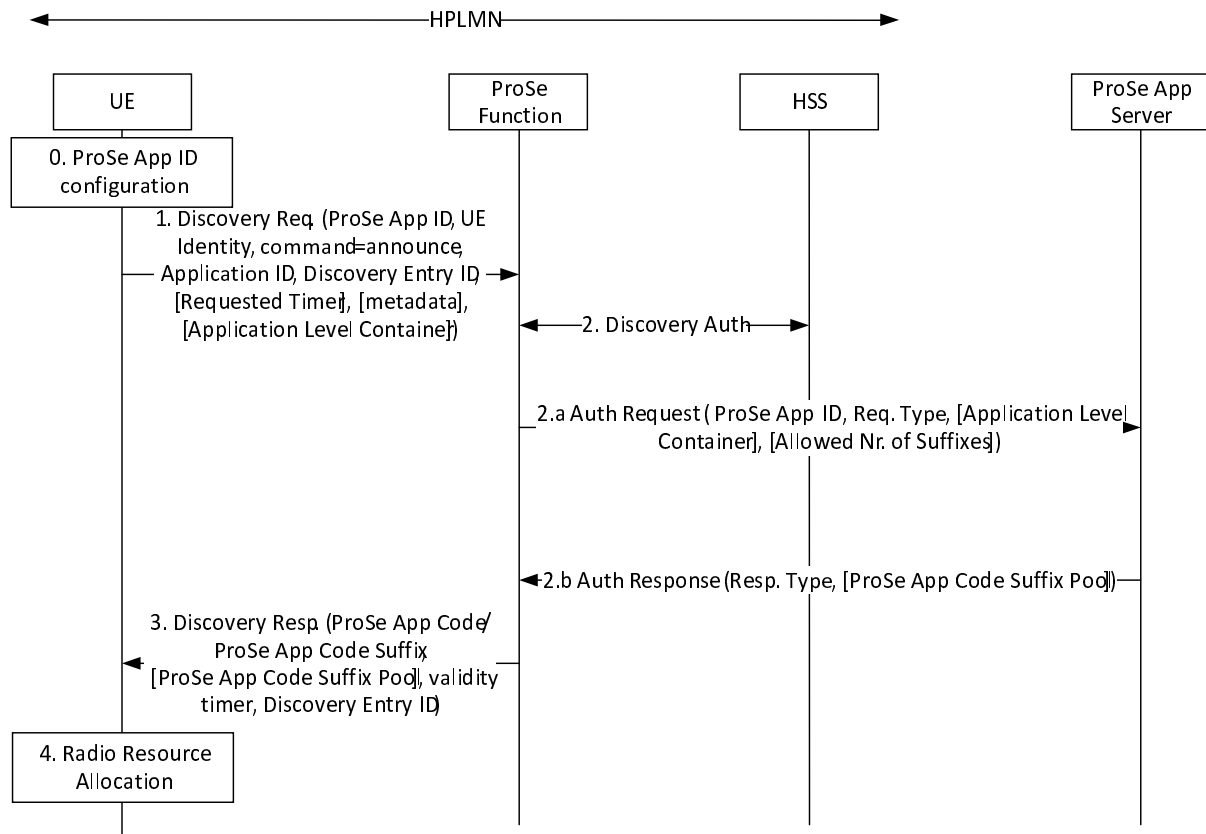 HPLMN
UE
ProSe
Function
HSS
ProSe App
Server
0. ProSe App ID
configuration
1. Discovery Req. (ProSe App ID, UE
Identity, command=announce,
Application ID, Discovery Entry ID,
[Requested Timer], [metadata],
[Application Level Container])
2. Discovery Auth
2.a Auth Request ( ProSe App ID, Req. Type, [Application Level
Container], [Allowed Nr. of Suffixes])
2.b Auth Response (Resp. Type, [ProSe App Code Suffix Pool])
3. Discovery Resp. (ProSe App Code/
ProSe App Code Suffix,
[ProSe App Code Suffix Pool], validity
timer, Discovery Entry ID)
4. Radio Resource
Allocation